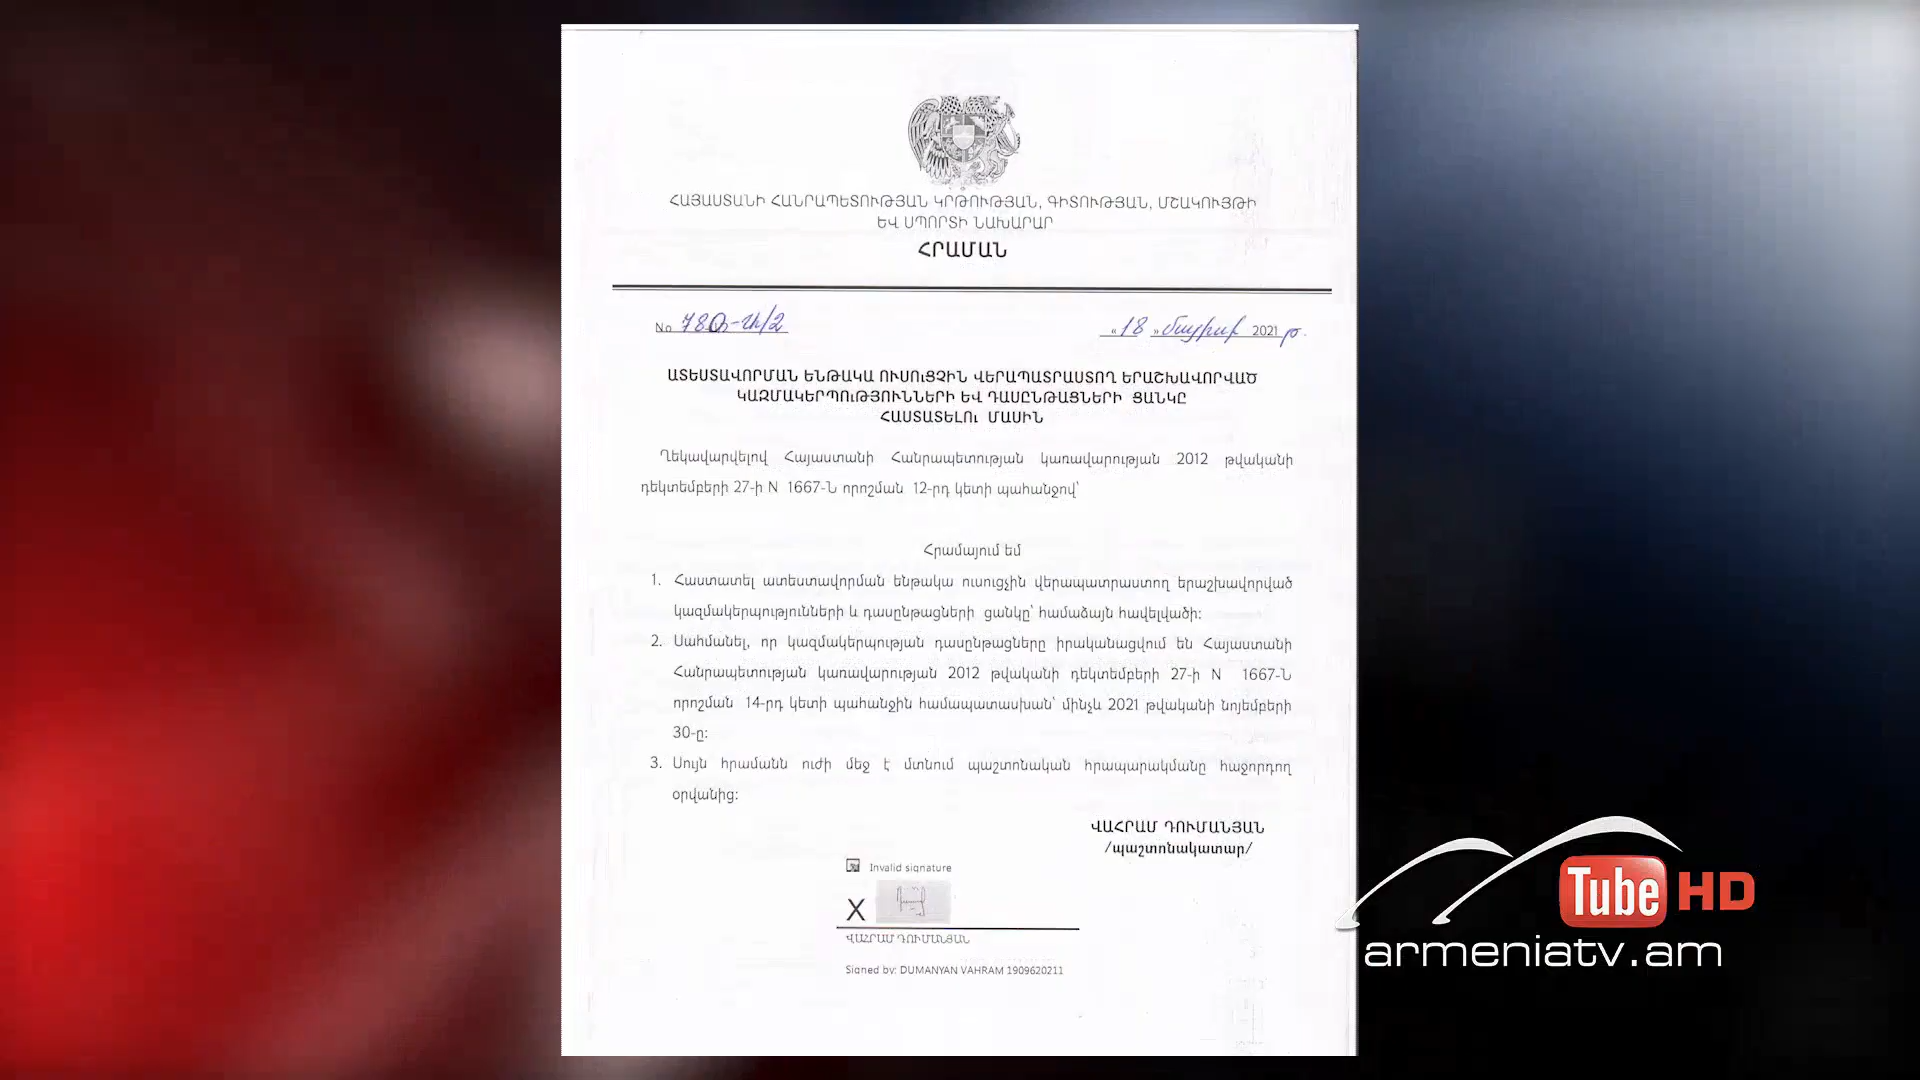 ՀԱՅԱՍՏԱՆԻ ՀԱՆՐԱՊԵՏՈՒԹՅԱՆ ԿՐԹՈՒԹՅԱՆ, ԳԻՏՈՒԹՅԱՆ, ՄՇԱԿՈՒՅԹԻ
ԵՎ ՍՊՈՐՏԻ ՆԱԽԱՐԱՐ
ՀՐԱՄԱՆ
No 780-Ա/2
«18» մայիսի 2021 թ.
ԱՏԵՍՏԱՎՈՐՄԱՆ ԵՆԹԱԿԱ ՈՒՍՈւՑՉԻՆ ՎԵՐԱՊԱՏՐԱՍՏՈՂ ԵՐԱՇԽԱՎՈՐՎԱԾ
ԿԱԶՄԱԿԵՐՊՈւԹՅՈՒՆՆԵՐԻ ԵՎ ԴԱՍԸՆԹԱՑՆԵՐԻ ՑԱՆԿԸ
ՀԱՍՏԱՏԵԼՈւ ՄԱՍԻՆ
Ղեկավարվելով Հայաստանի Հանրապետության կառավարության 2012 թվականի
դեկտեմբերի 27-ի N 1667-Ն որոշման 12-րդ կետի պահանջով՝
Հրամայում եմ
1. Հաստատել ատեստավորման ենթակա ուսուցչին վերապատրաստող երաշխավորված
կազմակերպությունների և դասընթացների ցանկը՝ համաձայն հավելվածի:
2. Սահմանել, որ կազմակերպության դասընթացները իրականացվում են Հայաստանի
Հանրապետության կառավարության 2012 թվականի դեկտեմբերի 27-ի N 1667-Ն
որոշման 14-րդ կետի պահանջին համապատասխան՝ մինչև 2021 թվականի նոյեմբերի
30-ը:
3. Սույն հրամանն ուժի մեջ է մտնում պաշտոնական հրապարակմանը հաջորդող
օրվանից:
ՎԱՀՐԱՄ ԴՈՒՄԱՆՅԱՆ
/պաշտոնակատար/
Invalid signature
X
ՎԱՀՐԱՄ ԴՈՒՄԱՆՅԱՆ
Signed by: DUMANYAN VAHRAM 1909620211
Tube HD
armeniatv.am